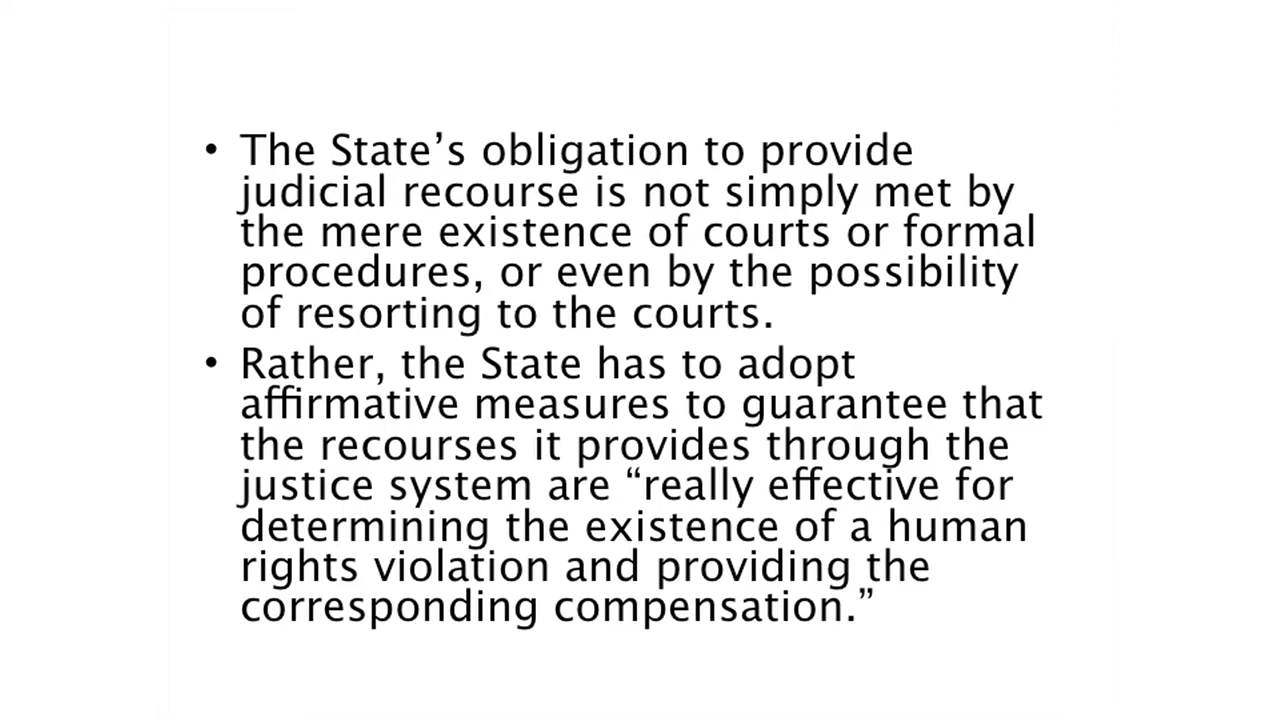 • The State’s obligation to provide
judicial recourse is not simply met by
the mere existence of courts or formal
procedures, or even by the possibility
of resorting to the courts.
• Rather, the State has to adopt
affirmative measures to guarantee that
the recourses it provides through the
justice system are “really effective for
determining the existence of a human
rights violation and providing the
corresponding compensation.”